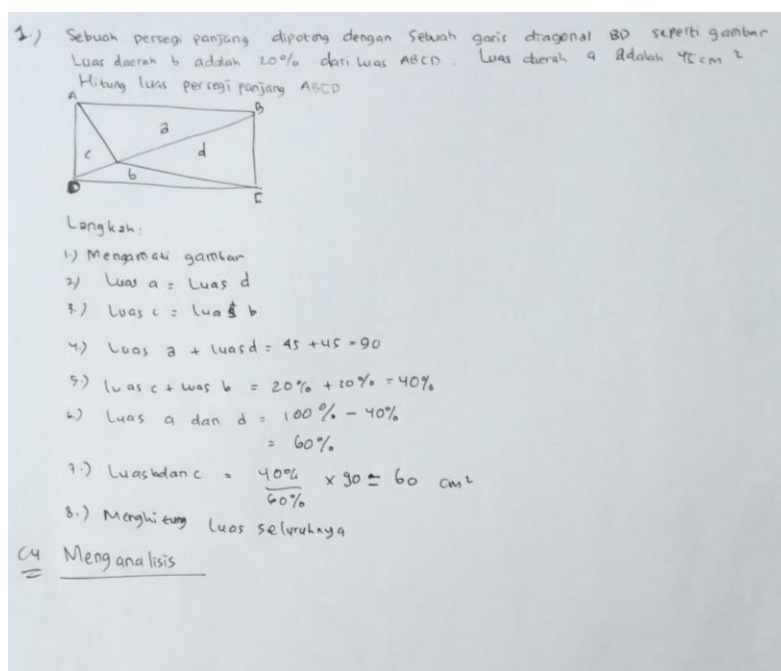 1.) Sebuah persegi panjang dipotong dengan sebuah garis diagonal BD seperti gambar
Luas daerah b adalah 20% dari luas ABCD. Luas daerah a adalah 45 cm 2
Hitung luas persegi panjang ABCD
A
B
a
c
d
b
D
C
Langkah:
1.) Mengamati gambar
2) Luas a = Luas d
3.) Luas c = luas b
4.) Luas a + luas d = 45 + 45 = 90
5.) luas c + luas b = 20% + 20% = 40%
6.) Luas a dan d = 100% - 40%
= 60%
7.) Luas b dan c = 40%/60% x 90 = 60 cm²
8.) Menghitung luas seluruhnya
C4 Menganalisis